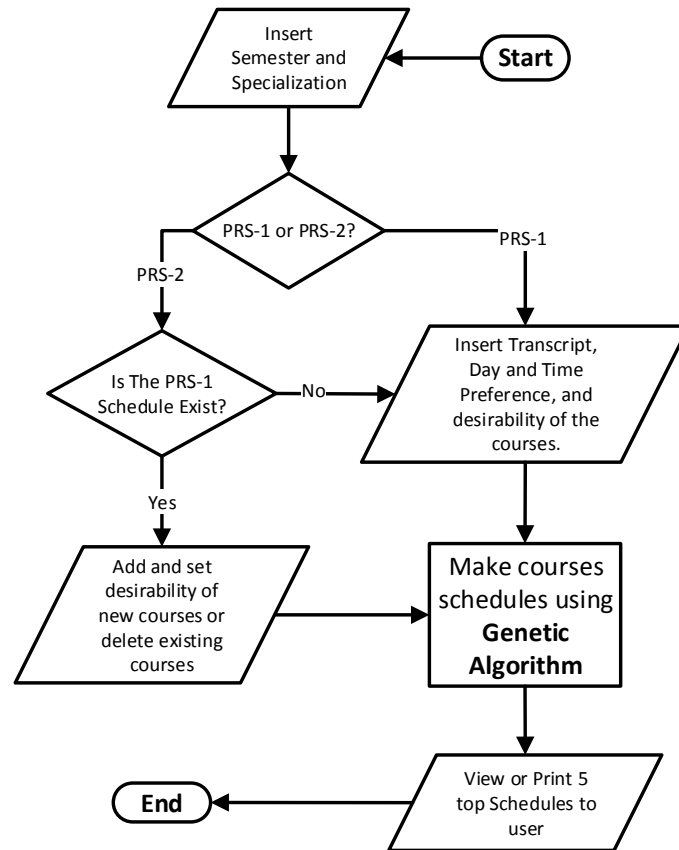 Insert
Semester and
Specialization
Start
PRS-1 or PRS-2?
PRS-2
PRS-1
Is The PRS-1
Schedule Exist?
No
Insert Transcript,
Day and Time
Preference, and
desirability of the
courses.
Yes
Add and set
desirability of
new courses or
delete existing
courses
Make courses
schedules using
Genetic
Algorithm
View or Print 5
top Schedules to
user
End